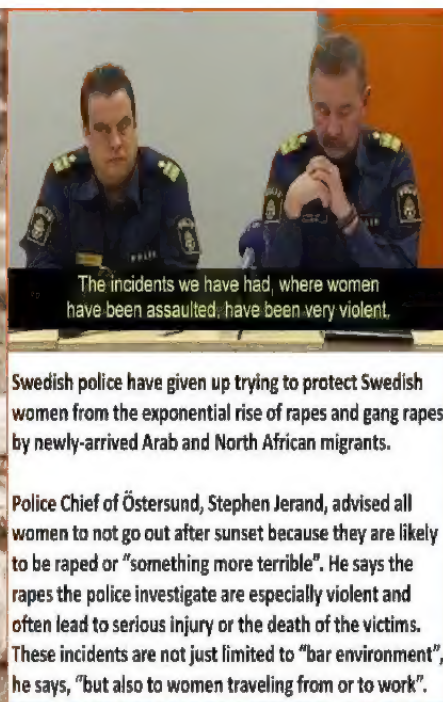 POLIS
The incidents we have had, where women
have been assaulted, have been very violent,
Swedish police have given up trying to protect Swedish
women from the exponential rise of rapes and gang rapes
by newly-arrived Arab and North African migrants.
Police Chief of Östersund, Stephen Jerand, advised all
women to not go out after sunset because they are likely
to be raped or “something more terrible”. He says the
rapes the police investigate are especially violent and
often lead to serious injury or the death of the victims.
These incidents are not just limited to “bar environment”,
he says, “but also to women traveling from or to work”.